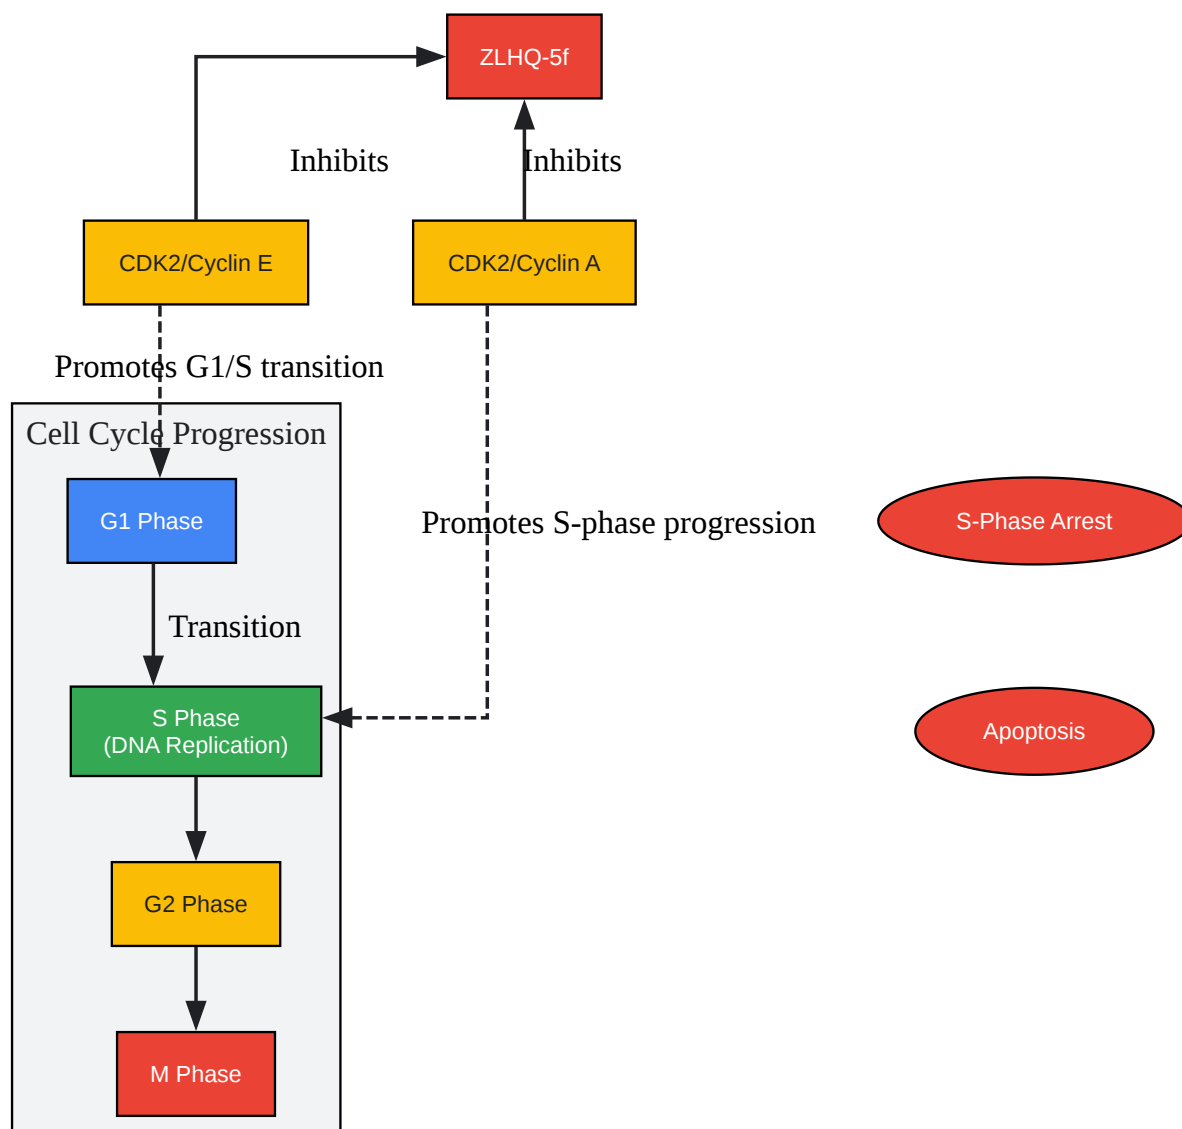 ZLHQ-5f
Inhibits
Inhibits
CDK2/Cyclin E
CDK2/Cyclin A
Promotes G1/S transition
Cell Cycle Progression
G1 Phase
Promotes S-phase progression
S-Phase Arrest
Transition
S Phase
(DNA Replication)
Apoptosis
G2 Phase
M Phase